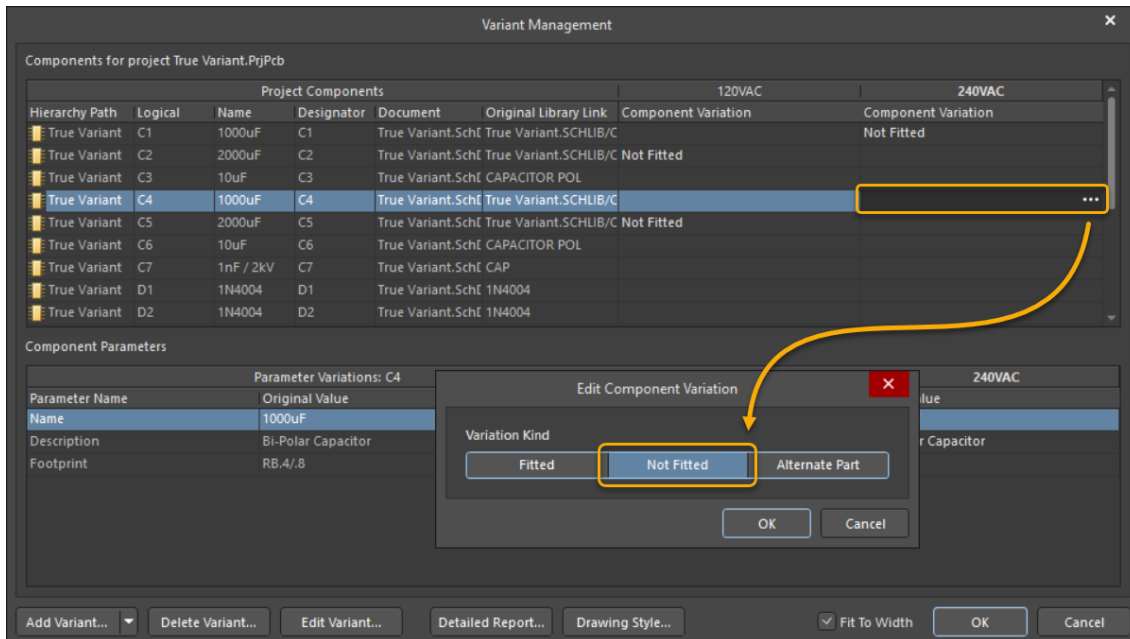 Variant Management
Components for project True Variant.PrjPcb
Project Components 120VAC 240VAC
Hierarchy Path Logical Name Designator Document Original Library Link Component Variation Component Variation
True Variant C1 1000uF C1 True Variant.SchD True Variant.SCHLIB/C Not Fitted
True Variant C2 2000uF C2 True Variant.SchD True Variant.SCHLIB/C Not Fitted
True Variant C3 10uF C3 True Variant.SchD CAPACITOR POL
True Variant C4 1000uF C4 True Variant.SchD True Variant.SCHLIB/C ...
True Variant C5 2000uF C5 True Variant.SchD True Variant.SCHLIB/C Not Fitted
True Variant C6 10uF C6 True Variant.SchD CAPACITOR POL
True Variant C7 1nF / 2kV C7 True Variant.SchD CAP
True Variant D1 1N4004 D1 True Variant.SchD 1N4004
True Variant D2 1N4004 D2 True Variant.SchD 1N4004
Component Parameters
Parameter Variations: C4 240VAC
Parameter Name Original Value lue
Name 1000uF
Description Bi-Polar Capacitor r Capacitor
Footprint RB.4/.8
Edit Component Variation
Variation Kind
Fitted Not Fitted Alternate Part
OK Cancel
Add Variant... Delete Variant... Edit Variant... Detailed Report... Drawing Style... Fit To Width OK Cancel